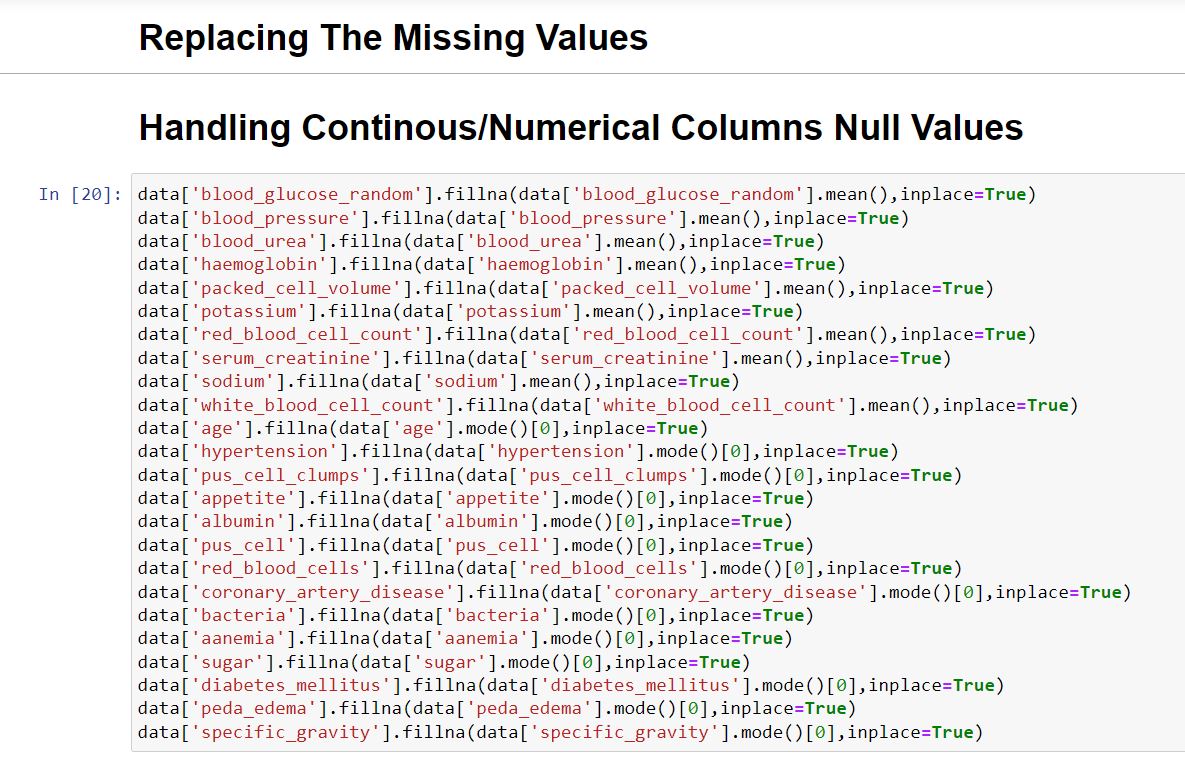 Replacing The Missing Values
Handling Continous/Numerical Columns Null Values
In [20]:
data['blood_glucose_random'].fillna(data['blood_glucose_random'].mean(),inplace=True)
data['blood_pressure'].fillna(data['blood_pressure'].mean(),inplace=True)
data['blood_urea'].fillna(data['blood_urea'].mean(),inplace=True)
data['haemoglobin'].fillna(data['haemoglobin'].mean(),inplace=True)
data['packed_cell_volume'].fillna(data['packed_cell_volume'].mean(),inplace=True)
data['potassium'].fillna(data['potassium'].mean(),inplace=True)
data['red_blood_cell_count'].fillna(data['red_blood_cell_count'].mean(),inplace=True)
data['serum_creatinine'].fillna(data['serum_creatinine'].mean(),inplace=True)
data['sodium'].fillna(data['sodium'].mean(),inplace=True)
data['white_blood_cell_count'].fillna(data['white_blood_cell_count'].mean(),inplace=True)
data['age'].fillna(data['age'].mode()[0],inplace=True)
data['hypertension'].fillna(data['hypertension'].mode()[0],inplace=True)
data['pus_cell_clumps'].fillna(data['pus_cell_clumps'].mode()[0],inplace=True)
data['appetite'].fillna(data['appetite'].mode()[0],inplace=True)
data['albumin'].fillna(data['albumin'].mode()[0],inplace=True)
data['pus_cell'].fillna(data['pus_cell'].mode()[0],inplace=True)
data['red_blood_cells'].fillna(data['red_blood_cells'].mode()[0],inplace=True)
data['coronary_artery_disease'].fillna(data['coronary_artery_disease'].mode()[0],inplace=True)
data['bacteria'].fillna(data['bacteria'].mode()[0],inplace=True)
data['aanemia'].fillna(data['aanemia'].mode()[0],inplace=True)
data['sugar'].fillna(data['sugar'].mode()[0],inplace=True)
data['diabetes_mellitus'].fillna(data['diabetes_mellitus'].mode()[0],inplace=True)
data['peda_edema'].fillna(data['peda_edema'].mode()[0],inplace=True)
data['specific_gravity'].fillna(data['specific_gravity'].mode()[0],inplace=True)